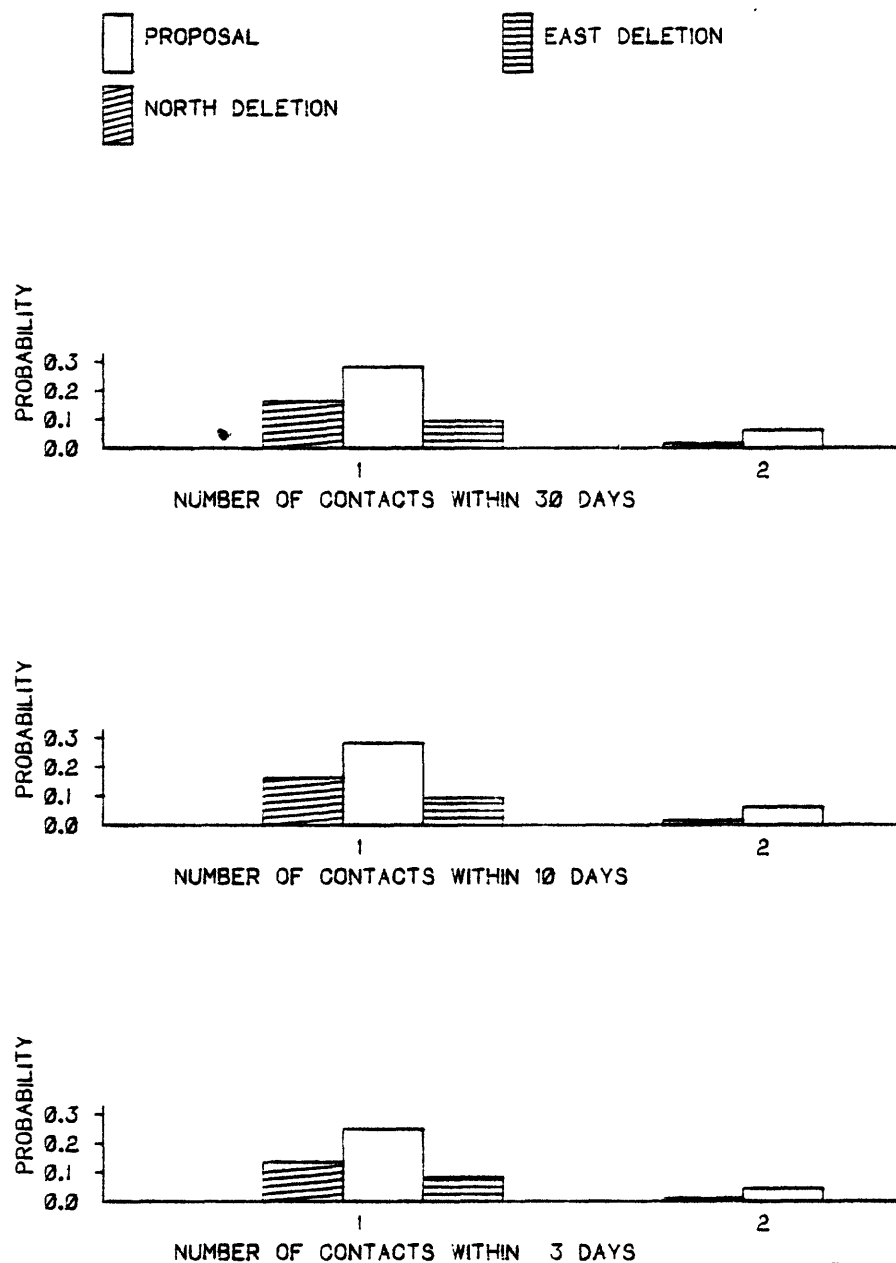 PROPOSAL
EAST DELETION
NORTH DELETION
PROBABILITY
0.3
0.2
0.1
0.0
1
2
NUMBER OF CONTACTS WITHIN 30 DAYS
PROBABILITY
0.3
0.2
0.1
0.0
1
2
NUMBER OF CONTACTS WITHIN 10 DAYS
PROBABILITY
0.3
0.2
0.1
0.0
1
2
NUMBER OF CONTACTS WITHIN 3 DAYS